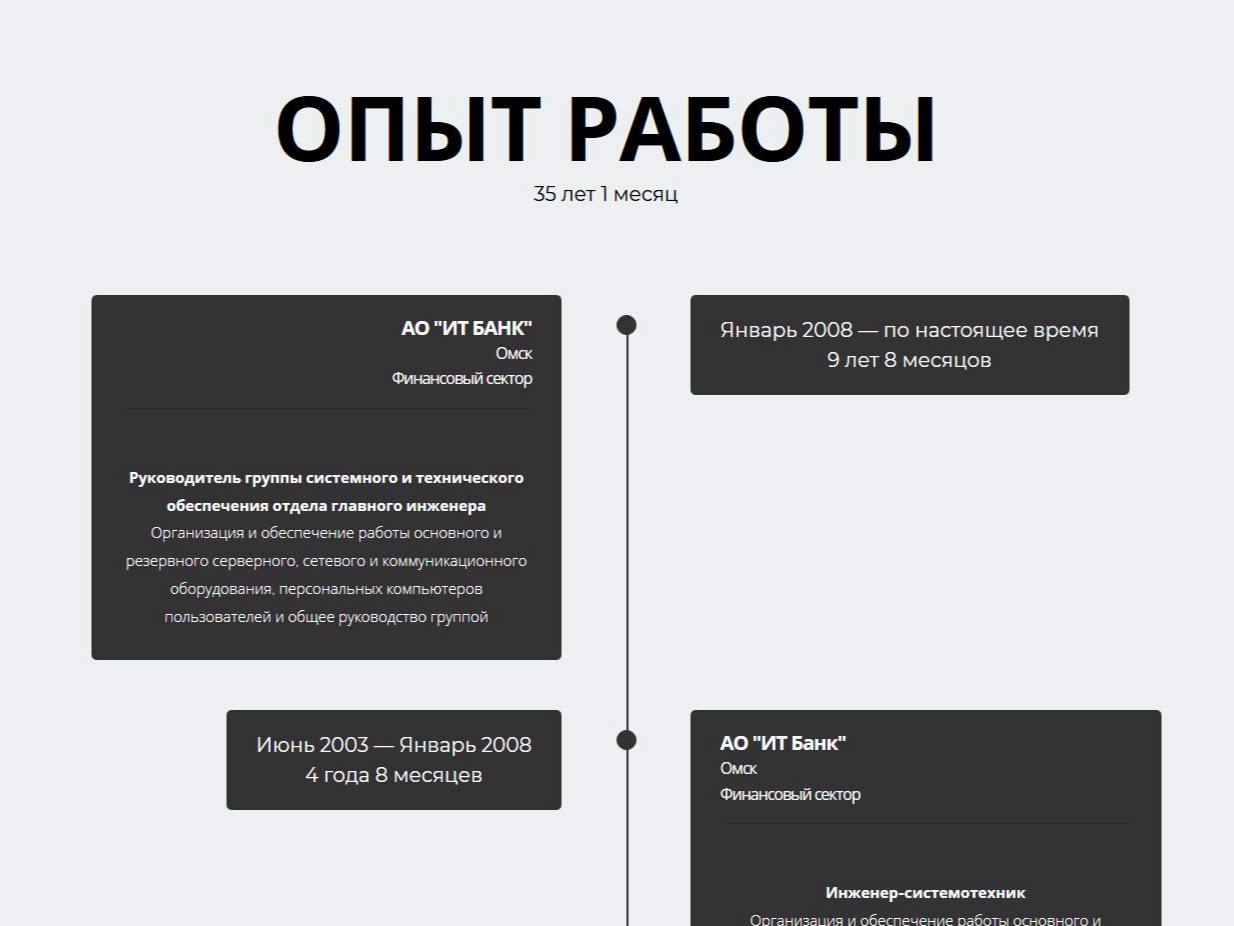 ОПЫТ РАБОТЫ
35 лет 1 месяц
АО "ИТ БАНК"
Омск
Финансовый сектор
Январь 2008 — по настоящее время
9 лет 8 месяцов
Руководитель группы системного и технического
обеспечения отдела главного инженера
Организация и обеспечение работы основного и
резервного серверного, сетевого и коммуникационного
оборудования, персональных компьютеров
пользователей и общее руководство группой
Июнь 2003 — Январь 2008
4 года 8 месяцев
АО "ИТ Банк"
Омск
Финансовый сектор
Инженер-системотехник
Организация и обеспечение работы основного и